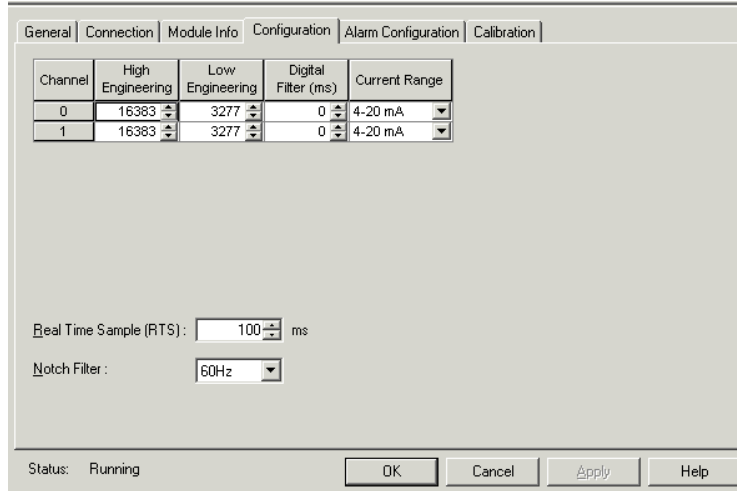 General Connection Module Info Configuration Alarm Configuration Calibration
Channel High Engineering Low Engineering Digital Filter (ms) Current Range
0 16383 3277 0 4-20 mA
1 16383 3277 0 4-20 mA
Real Time Sample (RTS) : 100 ms
Notch Filter : 60Hz
Status: Running OK Cancel Apply Help